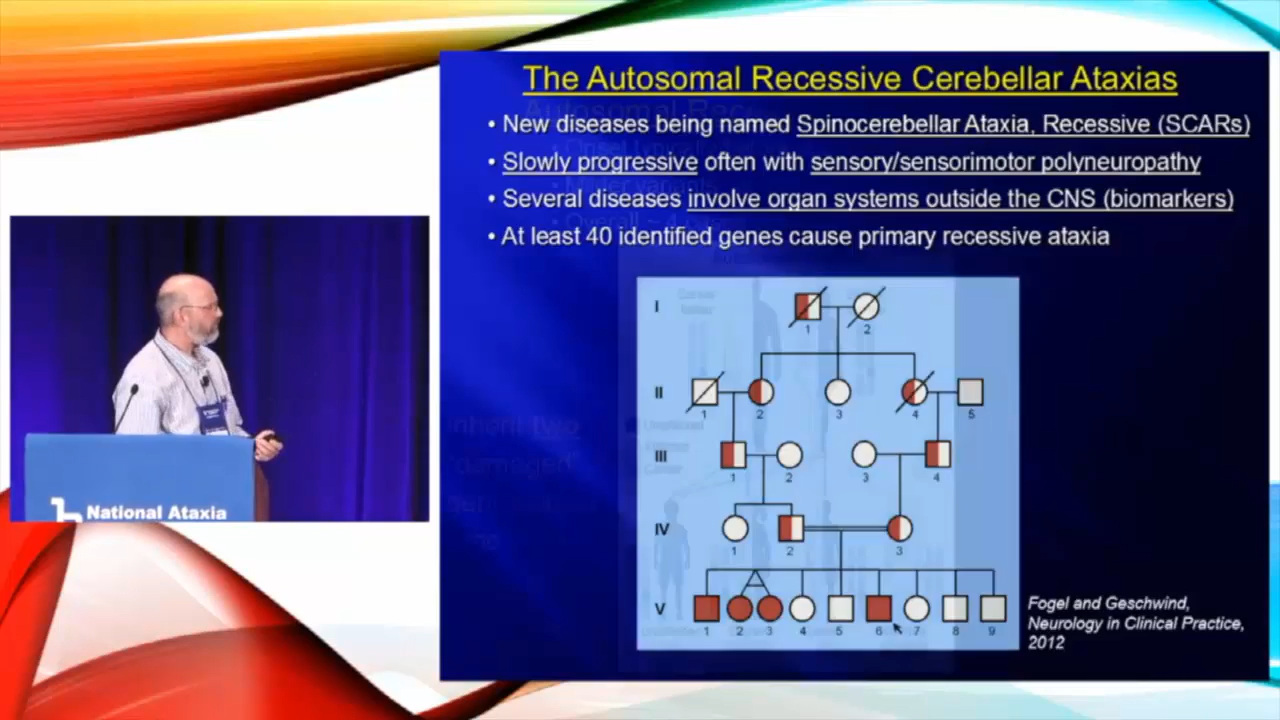 The Autosomal Recessive Cerebellar Ataxias
• New diseases being named Spinocerebellar Ataxia, Recessive (SCARs)
• Slowly progressive often with sensory/sensorimotor polyneuropathy
• Several diseases involve organ systems outside the CNS (biomarkers)
• At least 40 identified genes cause primary recessive ataxia
I
1 2
II
1 2 3 4 5
III
1 2 3 4
IV
1 2 3
V
1 2 3 4 5 6 7 8 9
Fogel and Geschwind,
Neurology in Clinical Practice,
2012
National Ataxia